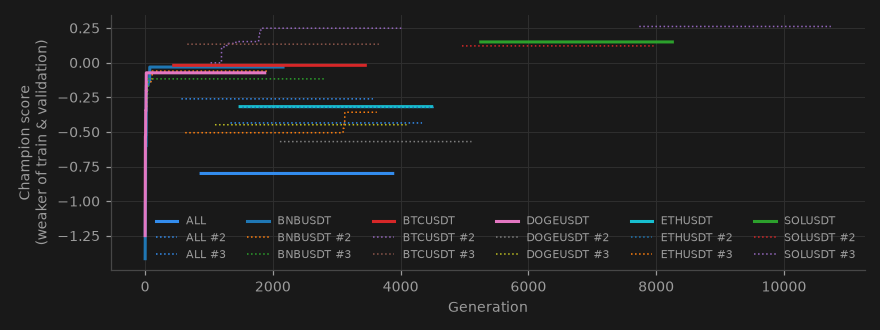 Champion score
(weaker of train & validation)
0.25
0.00
−0.25
−0.50
−0.75
−1.00
−1.25
ALL BNBUSDT BTCUSDT DOGEUSDT ETHUSDT SOLUSDT
ALL #2 BNBUSDT #2 BTCUSDT #2 DOGEUSDT #2 ETHUSDT #2 SOLUSDT #2
ALL #3 BNBUSDT #3 BTCUSDT #3 DOGEUSDT #3 ETHUSDT #3 SOLUSDT #3
0 2000 4000 6000 8000 10000
Generation